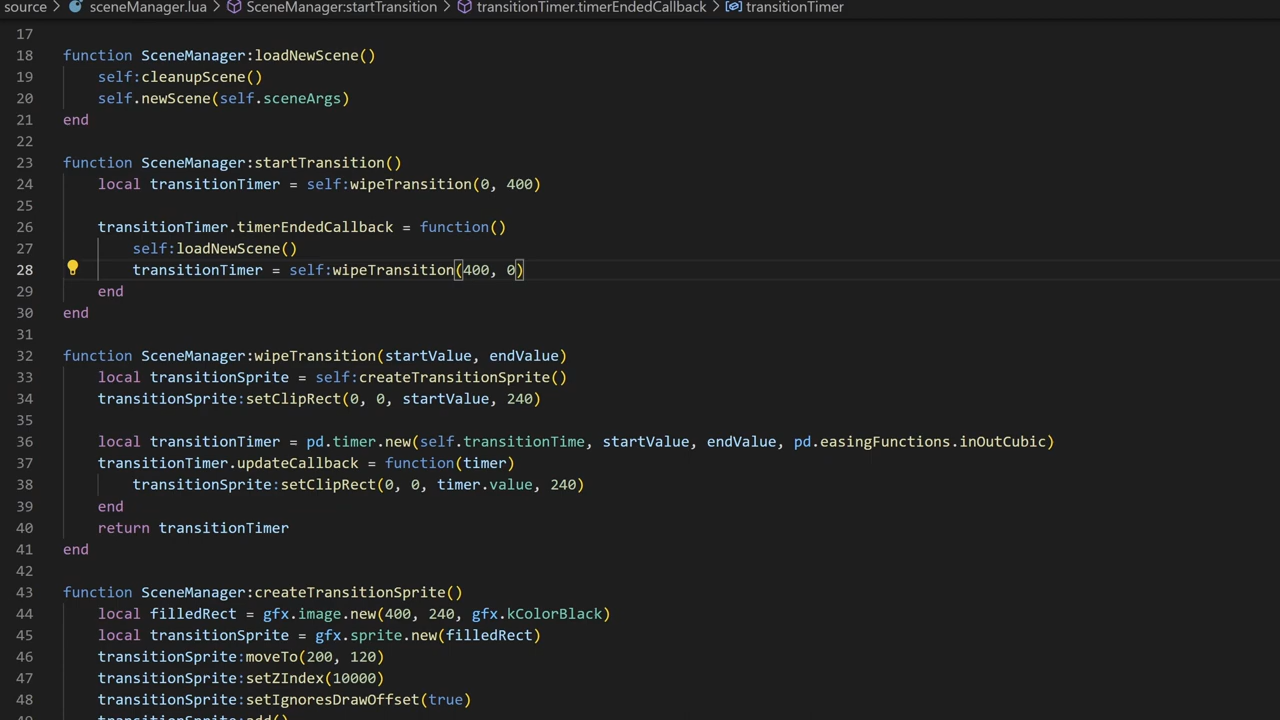 source > sceneManager.lua > SceneManager:startTransition > transitionTimer.timerEndedCallback > transitionTimer
17
18 function SceneManager:loadNewScene()
19 self:cleanupScene()
20 self.newScene(self.sceneArgs)
21 end
22
23 function SceneManager:startTransition()
24 local transitionTimer = self:wipeTransition(0, 400)
25
26 transitionTimer.timerEndedCallback = function()
27 self:loadNewScene()
28 transitionTimer = self:wipeTransition(400, 0)
29 end
30 end
31
32 function SceneManager:wipeTransition(startValue, endValue)
33 local transitionSprite = self:createTransitionSprite()
34 transitionSprite:setClipRect(0, 0, startValue, 240)
35
36 local transitionTimer = pd.timer.new(self.transitionTime, startValue, endValue, pd.easingFunctions.inOutCubic)
37 transitionTimer.updateCallback = function(timer)
38 transitionSprite:setClipRect(0, 0, timer.value, 240)
39 end
40 return transitionTimer
41 end
42
43 function SceneManager:createTransitionSprite()
44 local filledRect = gfx.image.new(400, 240, gfx.kColorBlack)
45 local transitionSprite = gfx.sprite.new(filledRect)
46 transitionSprite:moveTo(200, 120)
47 transitionSprite:setZIndex(10000)
48 transitionSprite:setIgnoresDrawOffset(true)
49 transitionSprite:add()